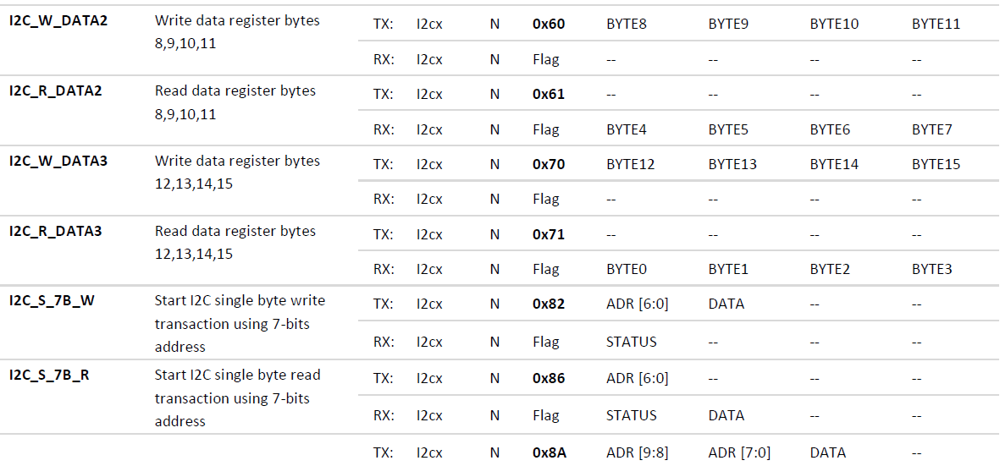 I2C_W_DATA2 Write data register bytes TX: I2cx N 0x60 BYTE8 BYTE9 BYTE10 BYTE11
8,9,10,11
RX: I2cx N Flag -- -- -- --
I2C_R_DATA2 Read data register bytes TX: I2cx N 0x61 -- -- -- --
8,9,10,11
RX: I2cx N Flag BYTE4 BYTE5 BYTE6 BYTE7
I2C_W_DATA3 Write data register bytes TX: I2cx N 0x70 BYTE12 BYTE13 BYTE14 BYTE15
12,13,14,15
RX: I2cx N Flag -- -- -- --
I2C_R_DATA3 Read data register bytes TX: I2cx N 0x71 -- -- -- --
12,13,14,15
RX: I2cx N Flag BYTE0 BYTE1 BYTE2 BYTE3
I2C_S_7B_W Start I2C single byte write TX: I2cx N 0x82 ADR [6:0] DATA -- --
transaction using 7-bits
address
RX: I2cx N Flag STATUS -- -- --
I2C_S_7B_R Start I2C single byte read TX: I2cx N 0x86 ADR [6:0] -- -- --
transaction using 7-bits
address
RX: I2cx N Flag STATUS DATA -- --
TX: I2cx N 0x8A ADR [9:8] ADR [7:0] DATA --